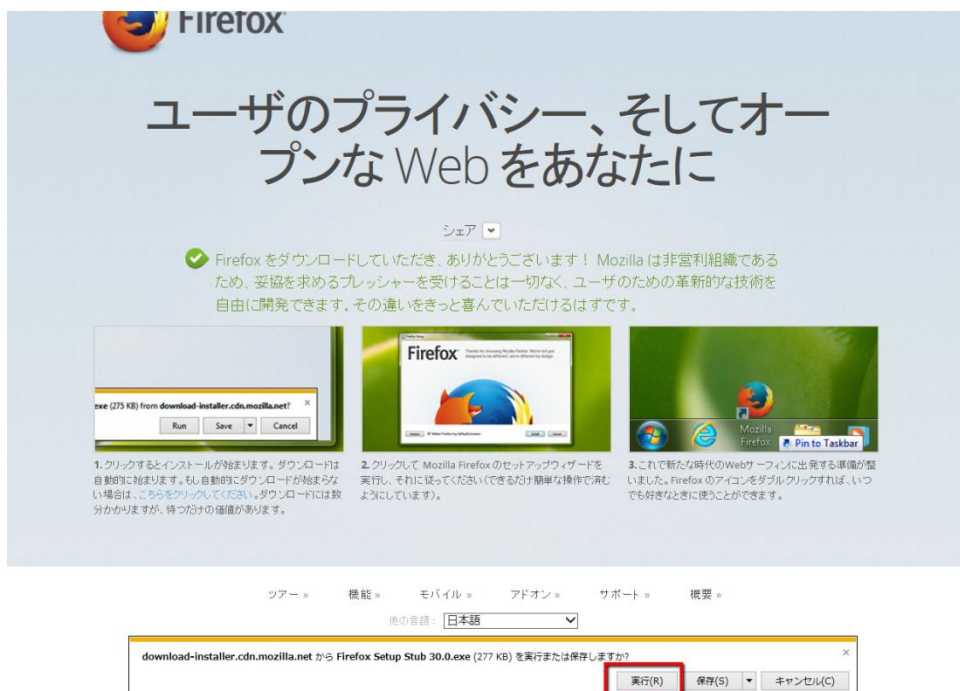 Firefox
ユーザのプライバシー、そしてオー
プンな Web をあなたに
シェア
Firefox をダウンロードしていただき、ありがとうございます! Mozilla は非営利組織である
ため、妥協を求めるプレッシャーを受けることは一切なく、ユーザのための革新的な技術を
自由に開発できます。その違いをきっと喜んでいただけるはずです。
exe (275 KB) from download-installer.cdn.mozilla.net? ×
Run Save Cancel
1. クリックするとインストールが始まります。ダウンロードは
自動的に始まります。もし自動的にダウンロードが始まらな
い場合は、こちらをクリックしてください。ダウンロードには数
分かかりますが、待つだけの価値があります。
Firefox
2. クリックして Mozilla Firefox のセットアップウィザードを
実行し、それに従ってください(できるだけ簡単な操作で済む
ようにしています)。
Mozilla
Firefox
Pin to Taskbar
3. これで新たな時代のWebサーフィンに出発する準備が整
いました。Firefox のアイコンをダブルクリックすれば、いつ
でも好きなときに使うことができます。
ツアー » 機能 » モバイル » アドオン » サポート » 概要 »
他の言語: 日本語
download-installer.cdn.mozilla.net から Firefox Setup Stub 30.0.exe (277 KB) を実行または保存しますか? ×
実行(R) 保存(S) キャンセル(C)